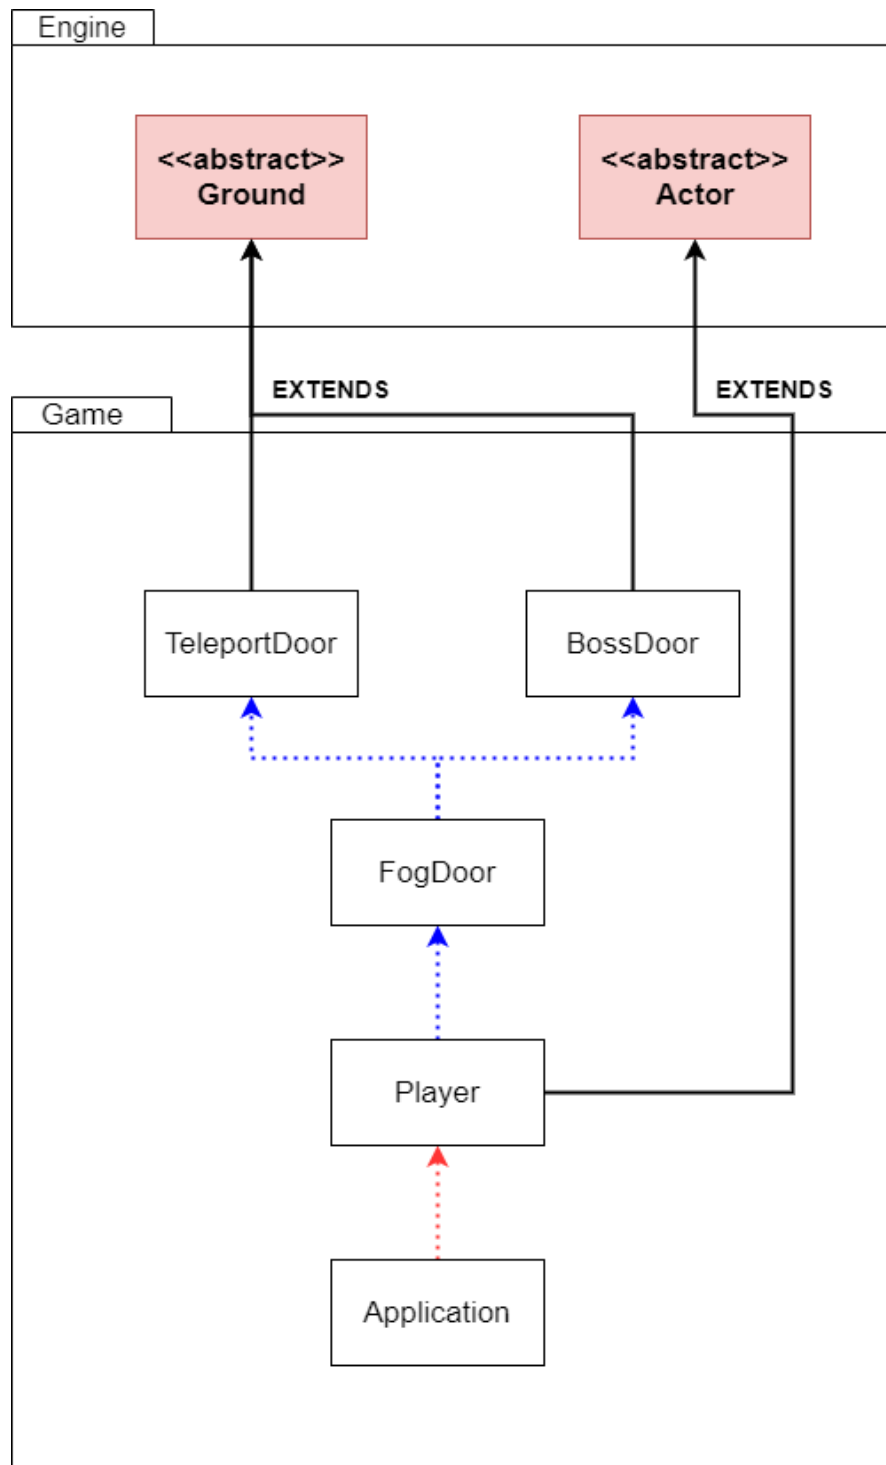 Engine
<<abstract>>
Ground
<<abstract>>
Actor
EXTENDS
EXTENDS
Game
TeleportDoor
BossDoor
FogDoor
Player
Application